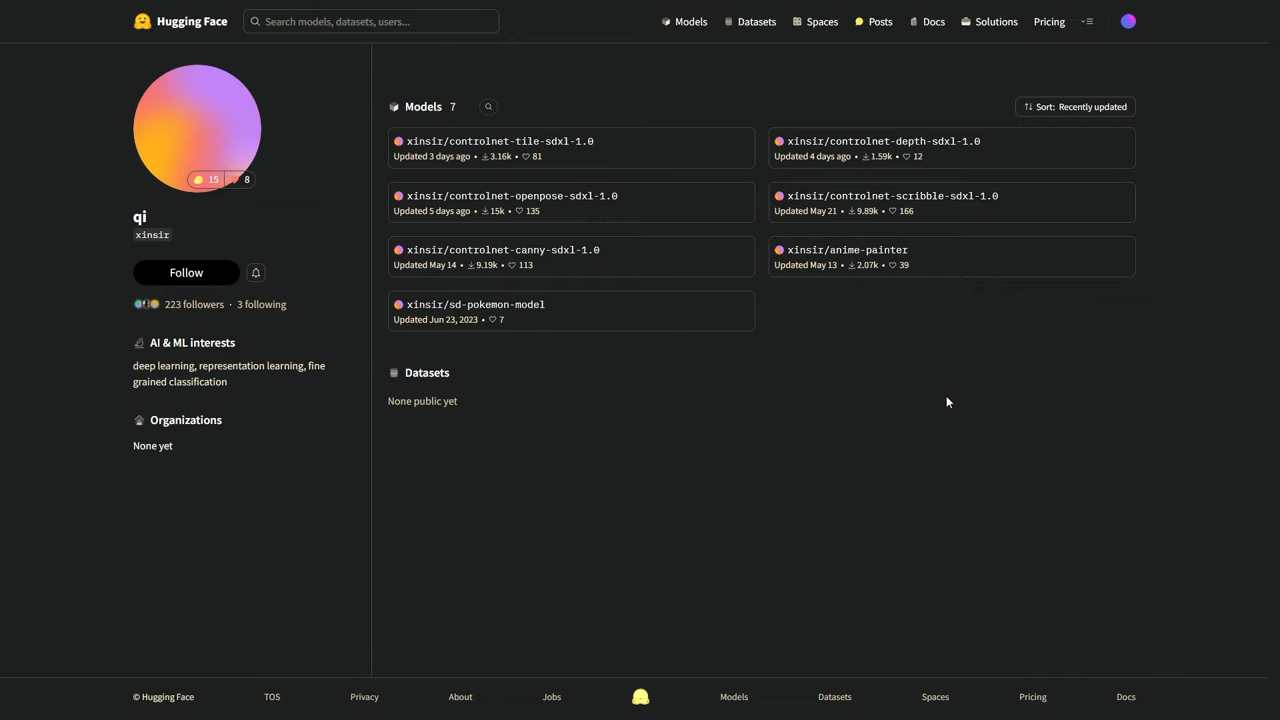 Hugging Face
Search models, datasets, users...
Models
Datasets
Spaces
Posts
Docs
Solutions
Pricing
15
8
qi
xinsir
Follow
223 followers · 3 following
AI & ML interests
deep learning, representation learning, fine
grained classification
Organizations
None yet
Models 7
Sort: Recently updated
xinsir/controlnet-tile-sdxl-1.0
Updated 3 days ago • 3.16k • 81
xinsir/controlnet-depth-sdxl-1.0
Updated 4 days ago • 1.59k • 12
xinsir/controlnet-openpose-sdxl-1.0
Updated 5 days ago • 15k • 135
xinsir/controlnet-scribble-sdxl-1.0
Updated May 21 • 9.89k • 166
xinsir/controlnet-canny-sdxl-1.0
Updated May 14 • 9.19k • 113
xinsir/anime-painter
Updated May 13 • 2.07k • 39
xinsir/sd-pokemon-model
Updated Jun 23, 2023 • 7
Datasets
None public yet
© Hugging Face
TOS
Privacy
About
Jobs
Models
Datasets
Spaces
Pricing
Docs